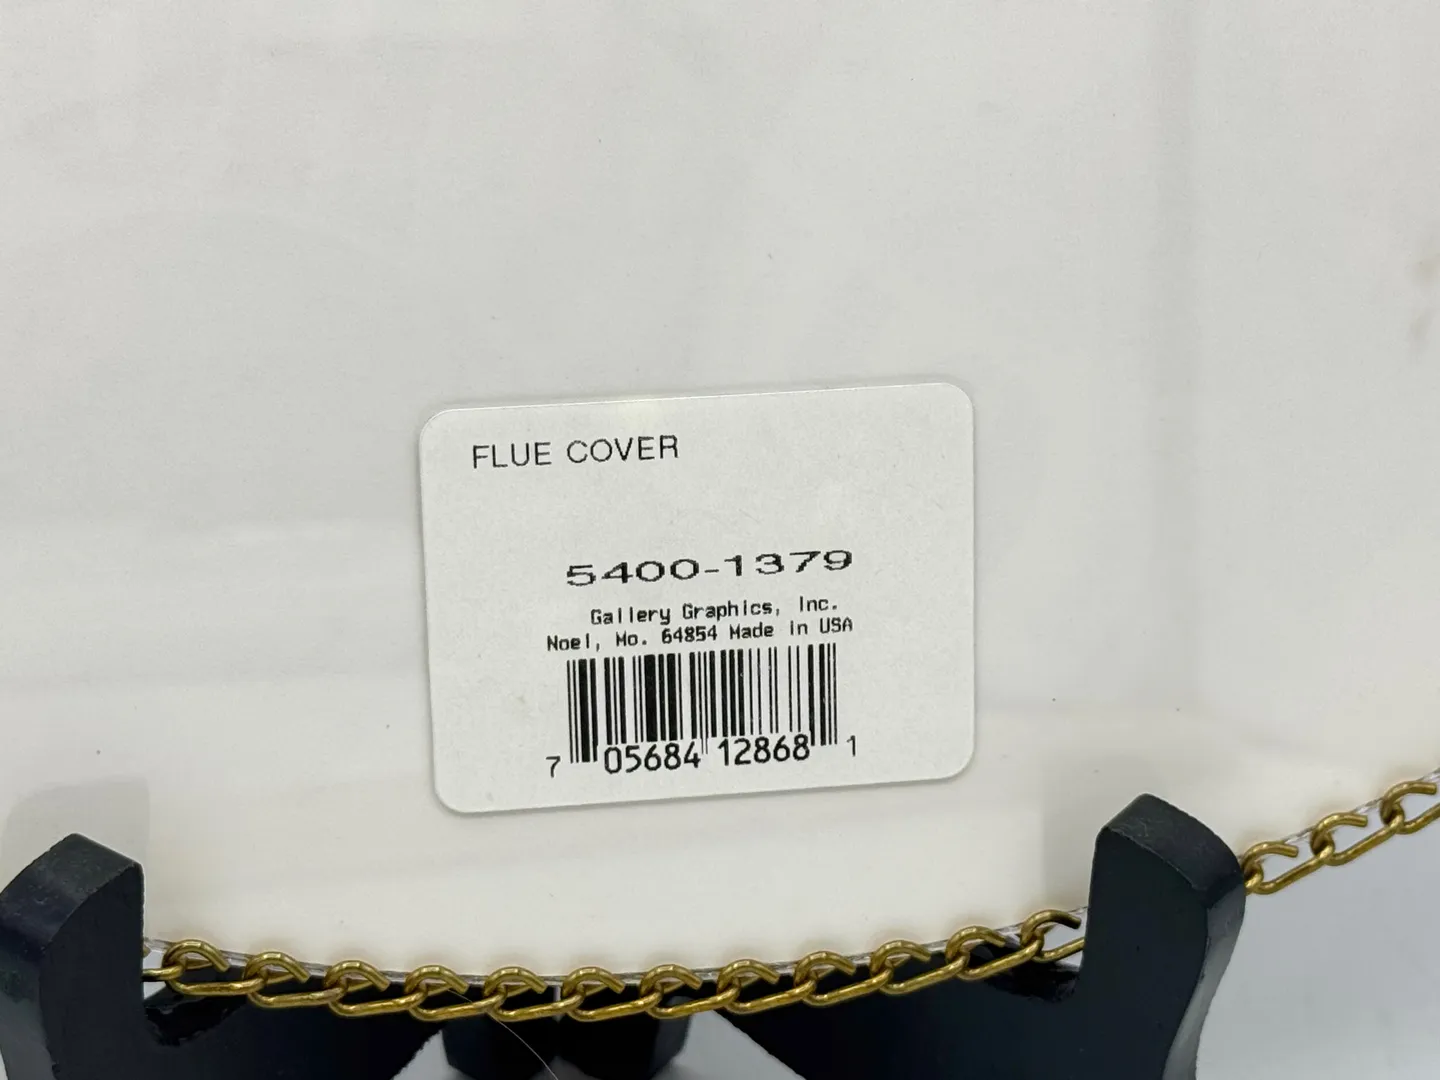 FLUE COVER
5400-1379
Gallery Graphics, Inc.
Noel, Mo. 64854 Made in USA
7 05684 12868 1